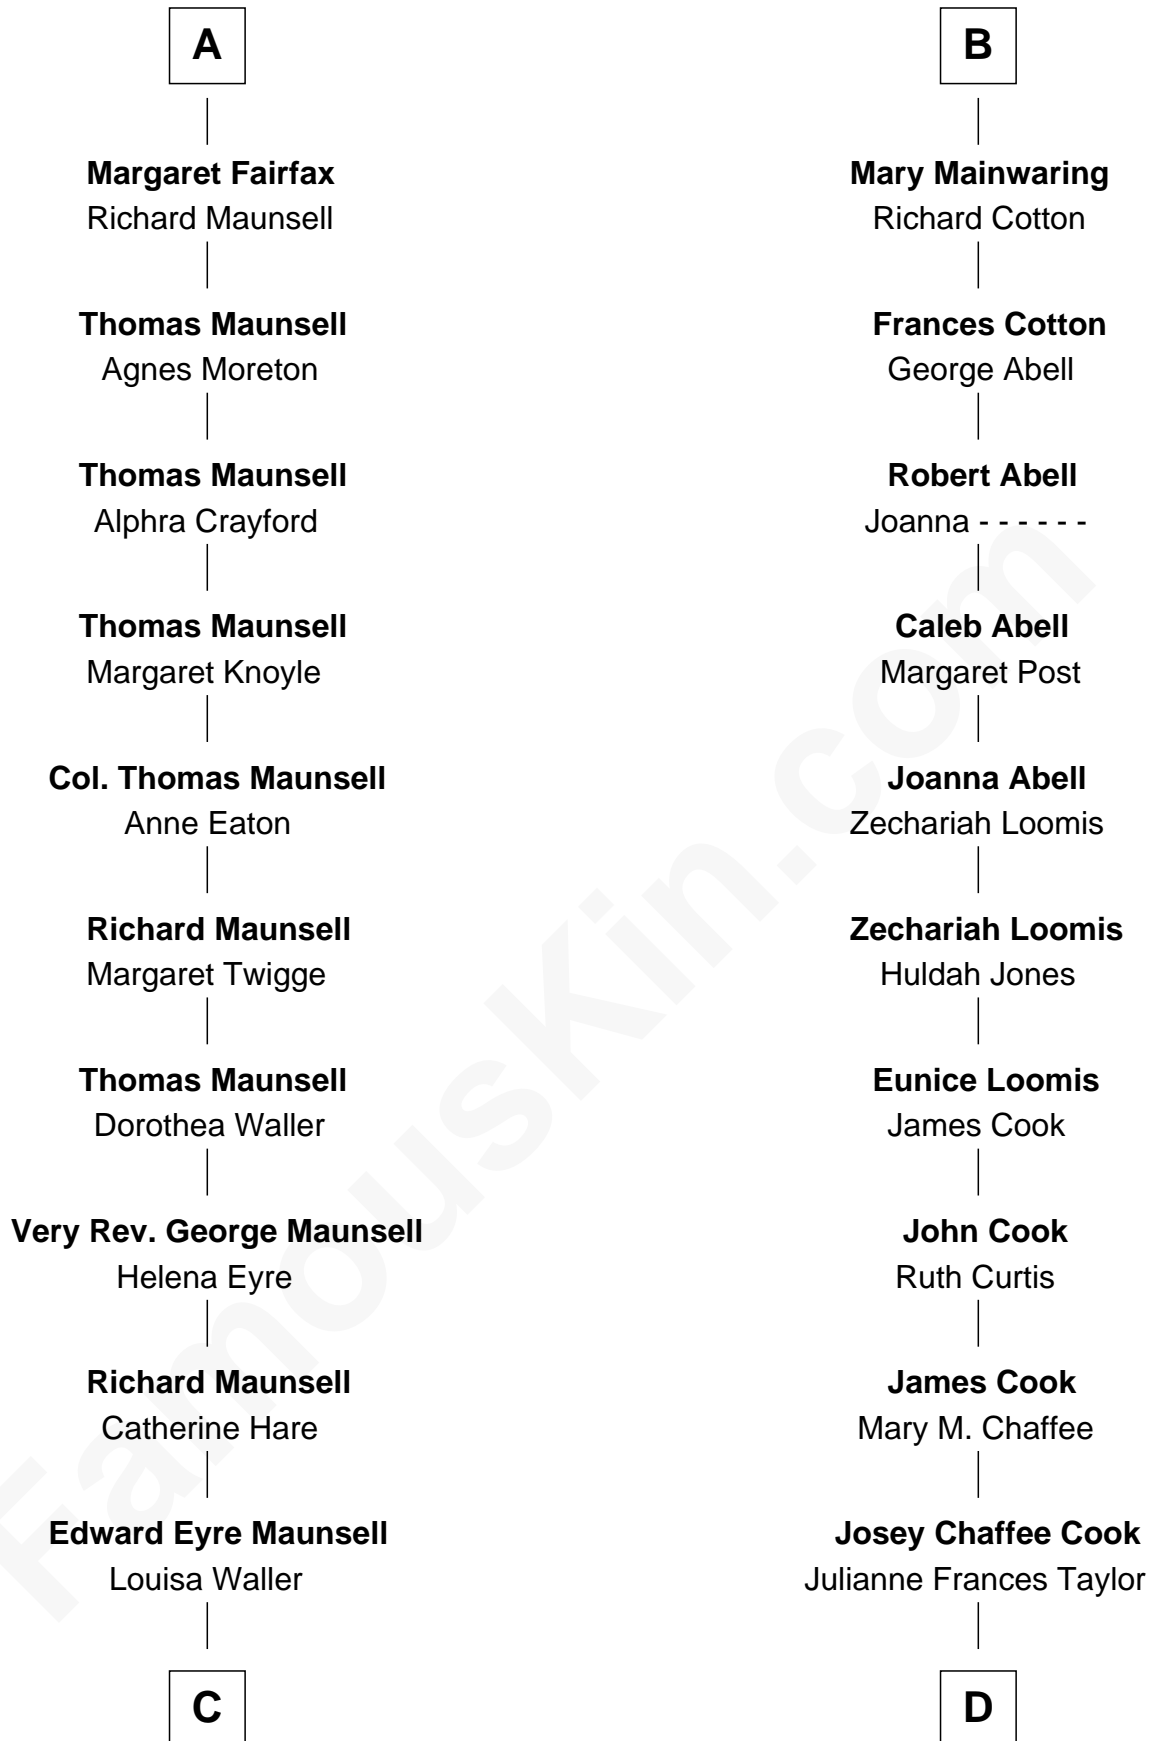 A
Margaret Fairfax
Richard Maunsell
Thomas Maunsell
Agnes Moreton
Thomas Maunsell
Alphra Crayford
Thomas Maunsell
Margaret Knoyle
Col. Thomas Maunsell
Anne Eaton
Richard Maunsell
Margaret Twigge
Thomas Maunsell
Dorothea Waller
Very Rev. George Maunsell
Helena Eyre
Richard Maunsell
Catherine Hare
Edward Eyre Maunsell
Louisa Waller
C
B
Mary Mainwaring
Richard Cotton
Frances Cotton
George Abell
Robert Abell
Joanna - - - - - -
Caleb Abell
Margaret Post
Joanna Abell
Zechariah Loomis
Zechariah Loomis
Huldah Jones
Eunice Loomis
James Cook
John Cook
Ruth Curtis
James Cook
Mary M. Chaffee
Josey Chaffee Cook
Julianne Frances Taylor
D
FamousKin.com